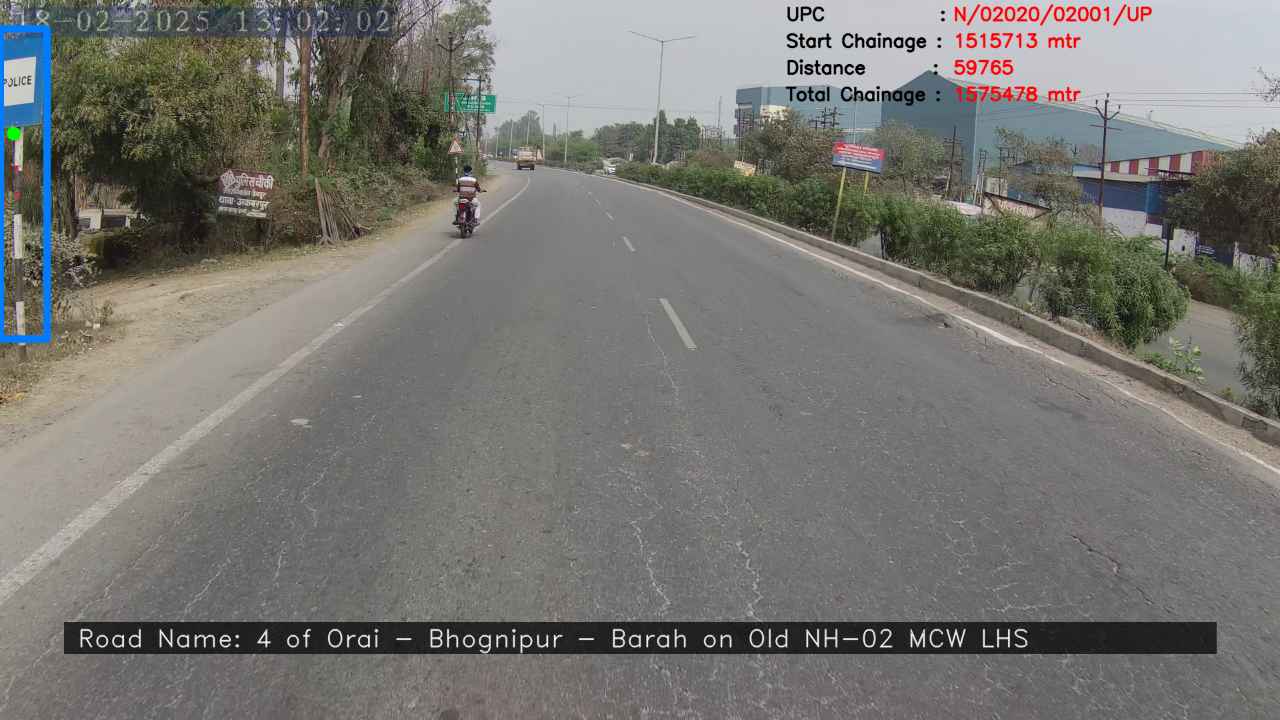 18-02-2025 13:02:02
UPC : N/02020/02001/UP
Start Chainage : 1515713 mtr
Distance : 59765
Total Chainage : 1575478 mtr
POLICE
पुलिस चौकी
थाना-अकबरपुर
Road Name: 4 of Orai – Bhognipur – Barah on Old NH–02 MCW LHS